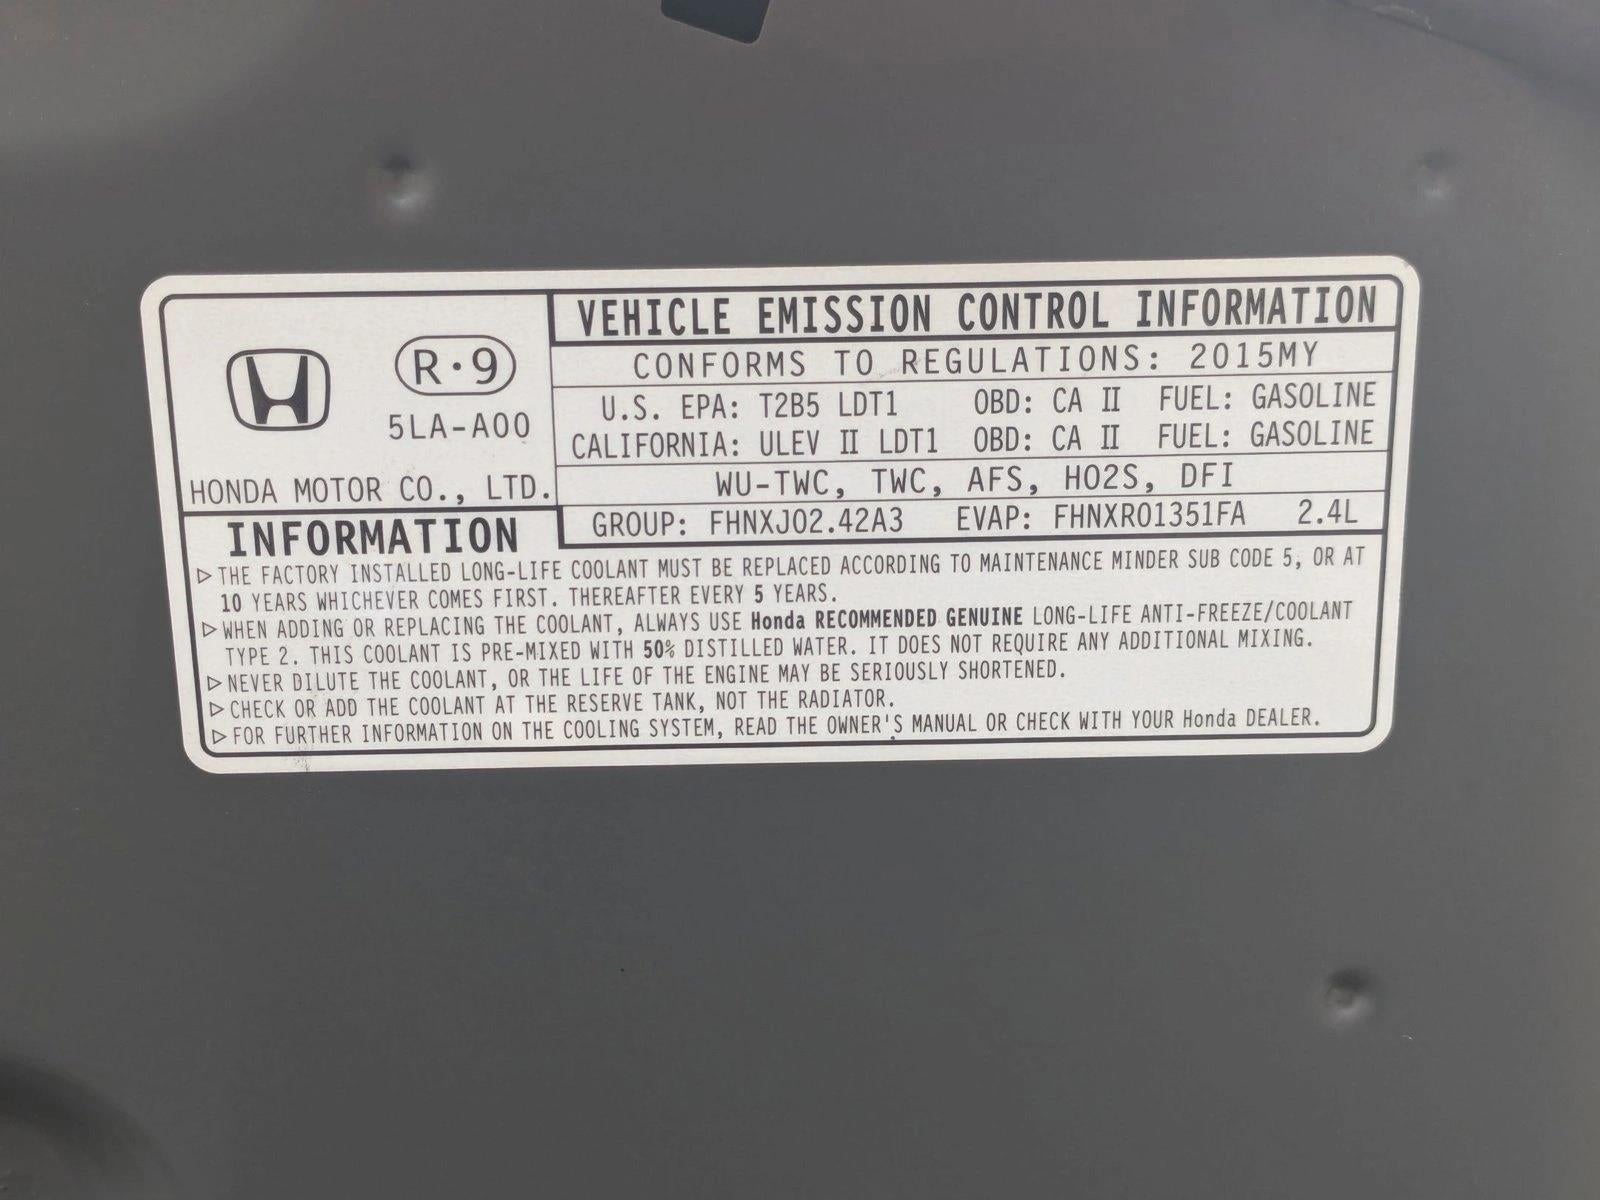 R·9
5LA-A00
HONDA MOTOR CO., LTD.
VEHICLE EMISSION CONTROL INFORMATION
CONFORMS TO REGULATIONS: 2015MY
U.S. EPA: T2B5 LDT1 OBD: CA II FUEL: GASOLINE
CALIFORNIA: ULEV II LDT1 OBD: CA II FUEL: GASOLINE
WU-TWC, TWC, AFS, HO2S, DFI
GROUP: FHNXJ02.42A3 EVAP: FHNXR01351FA 2.4L
INFORMATION
▷THE FACTORY INSTALLED LONG-LIFE COOLANT MUST BE REPLACED ACCORDING TO MAINTENANCE MINDER SUB CODE 5, OR AT
10 YEARS WHICHEVER COMES FIRST. THEREAFTER EVERY 5 YEARS.
▷WHEN ADDING OR REPLACING THE COOLANT, ALWAYS USE Honda RECOMMENDED GENUINE LONG-LIFE ANTI-FREEZE/COOLANT
TYPE 2. THIS COOLANT IS PRE-MIXED WITH 50% DISTILLED WATER. IT DOES NOT REQUIRE ANY ADDITIONAL MIXING.
▷NEVER DILUTE THE COOLANT, OR THE LIFE OF THE ENGINE MAY BE SERIOUSLY SHORTENED.
▷CHECK OR ADD THE COOLANT AT THE RESERVE TANK, NOT THE RADIATOR.
▷FOR FURTHER INFORMATION ON THE COOLING SYSTEM, READ THE OWNER'S MANUAL OR CHECK WITH YOUR Honda DEALER.